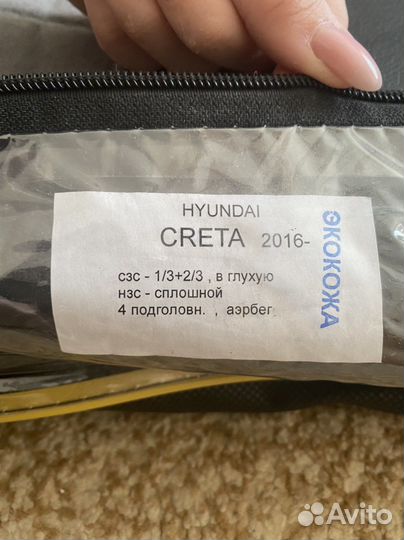 HYUNDAI
CRETA 2016-
сзс - 1/3+2/3 , в глухую
нзс - сплошной
4 подголовн. , аэрбег
ЭКОКОЖА
Avito